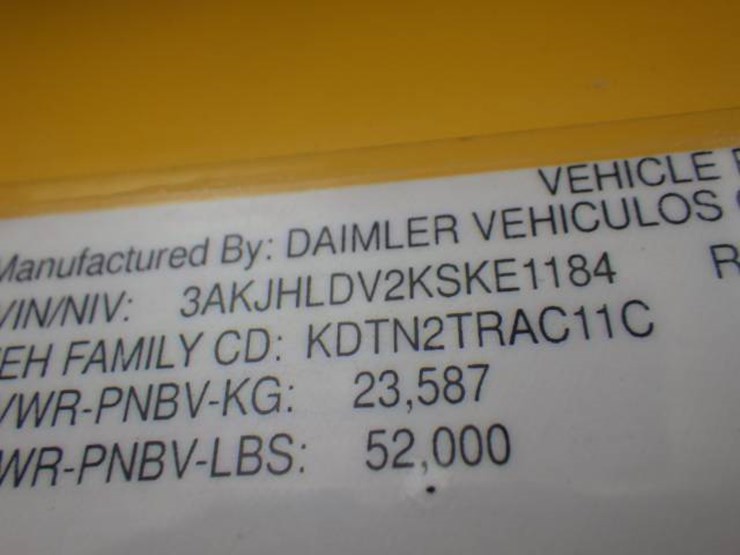 VEHICLE
Manufactured By: DAIMLER VEHICULOS
VIN/NIV: 3AKJHLDV2KSKE1184 R
EH FAMILY CD: KDTN2TRAC11C
VWR-PNBV-KG: 23,587
WR-PNBV-LBS: 52,000